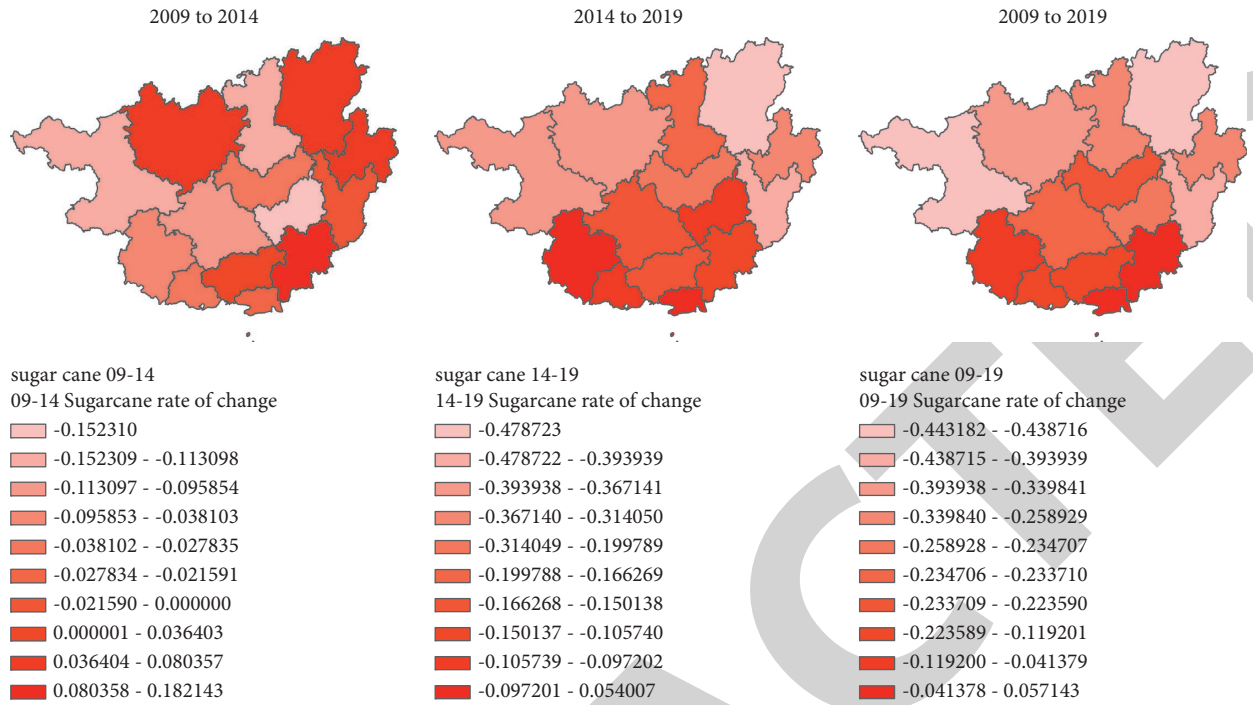 2009 to 2014
2014 to 2019
2009 to 2019
sugar cane 09-14
09-14 Sugarcane rate of change
-0.152310
-0.152309 - -0.113098
-0.113097 - -0.095854
-0.095853 - -0.038103
-0.038102 - -0.027835
-0.027834 - -0.021591
-0.021590 - 0.000000
0.000001 - 0.036403
0.036404 - 0.080357
0.080358 - 0.182143
sugar cane 14-19
14-19 Sugarcane rate of change
-0.478723
-0.478722 - -0.393939
-0.393938 - -0.367141
-0.367140 - -0.314050
-0.314049 - -0.199789
-0.199788 - -0.166269
-0.166268 - -0.150138
-0.150137 - -0.105740
-0.105739 - -0.097202
-0.097201 - 0.054007
sugar cane 09-19
09-19 Sugarcane rate of change
-0.443182 - -0.438716
-0.438715 - -0.393939
-0.393938 - -0.339841
-0.339840 - -0.258929
-0.258928 - -0.234707
-0.234706 - -0.233710
-0.233709 - -0.223590
-0.223589 - -0.119201
-0.119200 - -0.041379
-0.041378 - 0.057143